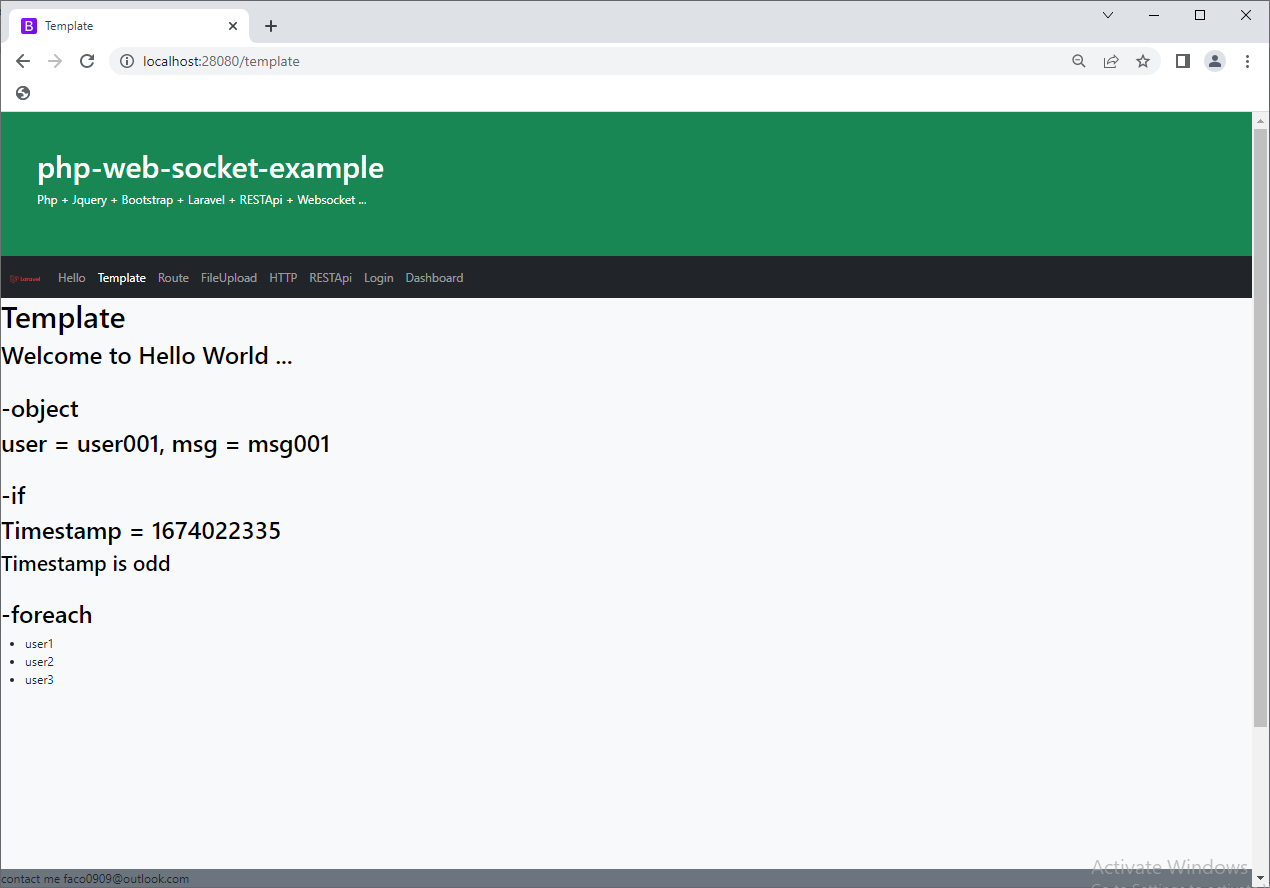 Template
localhost:28080/template
php-web-socket-example
Php + Jquery + Bootstrap + Laravel + RESTApi + Websocket ...
Laravel Hello Template Route FileUpload HTTP RESTApi Login Dashboard
Template
Welcome to Hello World ...
-object
user = user001, msg = msg001
-if
Timestamp = 1674022335
Timestamp is odd
-foreach
user1
user2
user3
Activate Windows
contact me faco0909@outlook.com